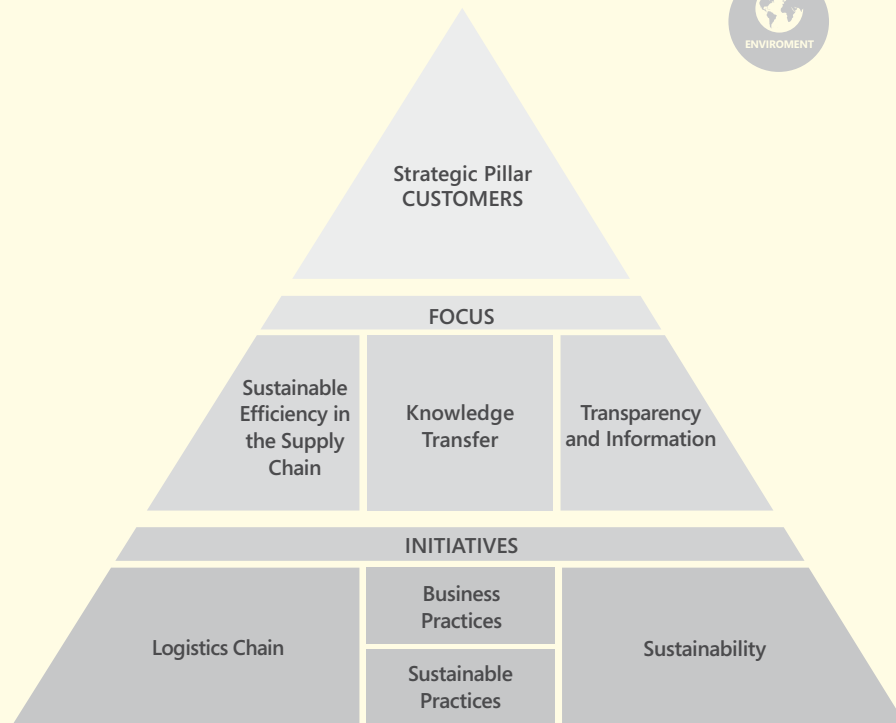 ENVIROMENT
Strategic Pillar
CUSTOMERS
FOCUS
Sustainable
Efficiency in
the Supply
Chain
Knowledge
Transfer
Transparency
and Information
INITIATIVES
Logistics Chain
Business
Practices
Sustainable
Practices
Sustainability